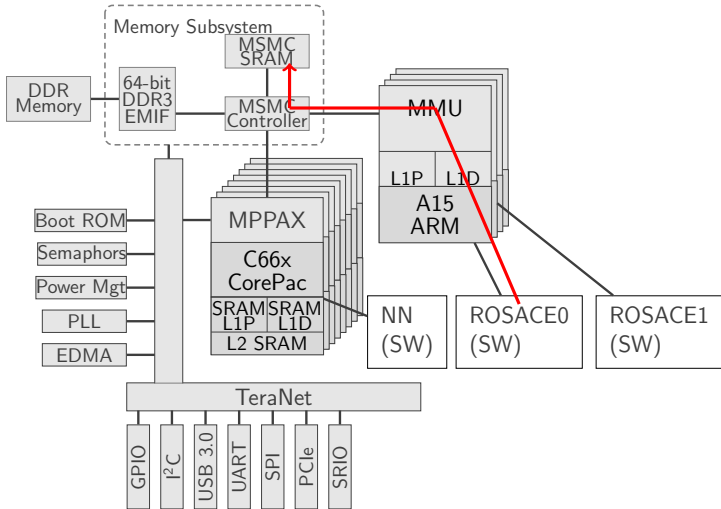 Memory Subsystem
MSMC
SRAM
DDR
Memory
64-bit
DDR3
EMIF
MSMC
Controller
MMU
L1P L1D
A15
ARM
Boot ROM
Semaphors
Power Mgt
PLL
EDMA
MPPAX
C66x
CorePac
SRAM SRAM
L1P L1D
L2 SRAM
NN
(SW)
ROSACE0
(SW)
ROSACE1
(SW)
TeraNet
GPIO
I²C
USB 3.0
UART
SPI
PCIe
SRIO